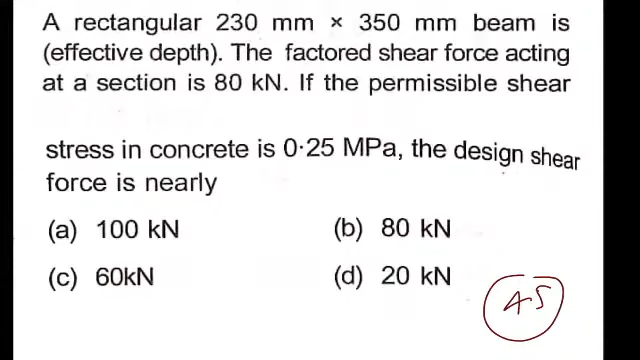 A rectangular 230 mm × 350 mm beam is
(effective depth). The factored shear force acting
at a section is 80 kN. If the permissible shear
stress in concrete is 0·25 MPa, the design shear
force is nearly
(a) 100 kN (b) 80 kN
(c) 60kN (d) 20 kN
45